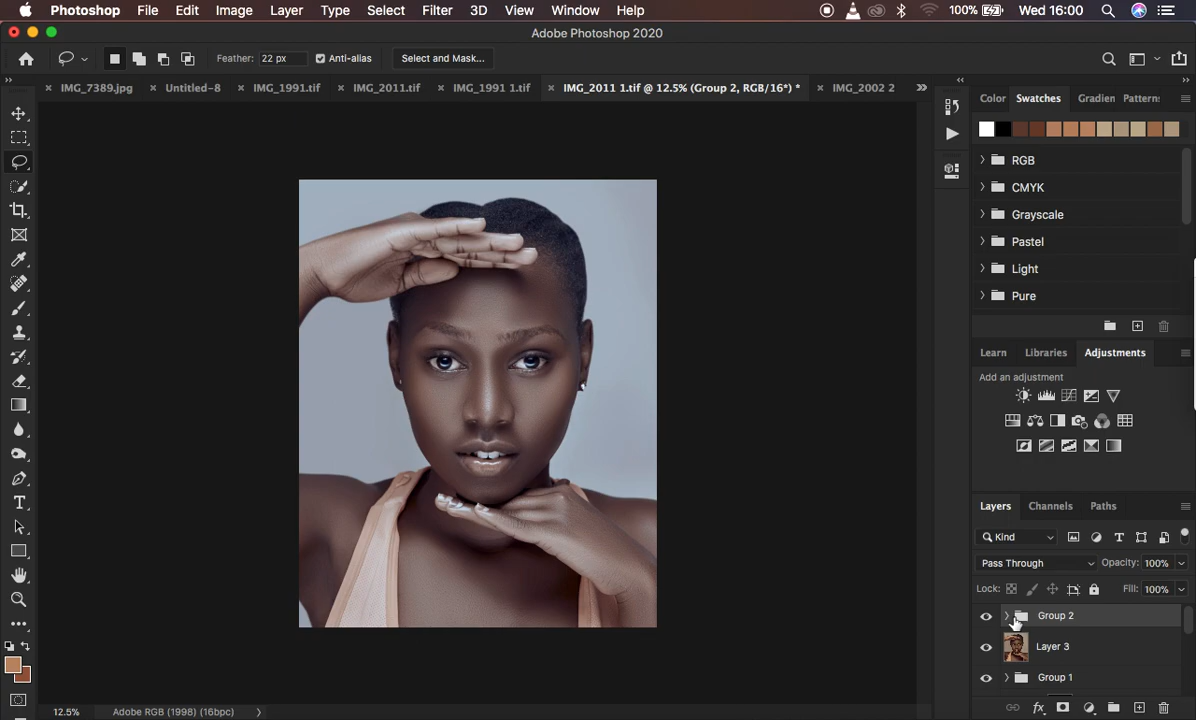 Photoshop File Edit Image Layer Type Select Filter 3D View Window Help 100% Wed 16:00
Adobe Photoshop 2020
Feather: 22 px Anti-alias Select and Mask...
IMG_7389.jpg Untitled-8 IMG_1991.tif IMG_2011.tif IMG_1991 1.tif IMG_2011 1.tif @ 12.5% (Group 2, RGB/16*) * IMG_2002 2
Color Swatches Gradien Pattern:
RGB
CMYK
Grayscale
Pastel
Light
Pure
Learn Libraries Adjustments
Add an adjustment
Layers Channels Paths
Kind
Pass Through Opacity: 100%
Lock: Fill: 100%
Group 2
Layer 3
Group 1
12.5% Adobe RGB (1998) (16bpc)